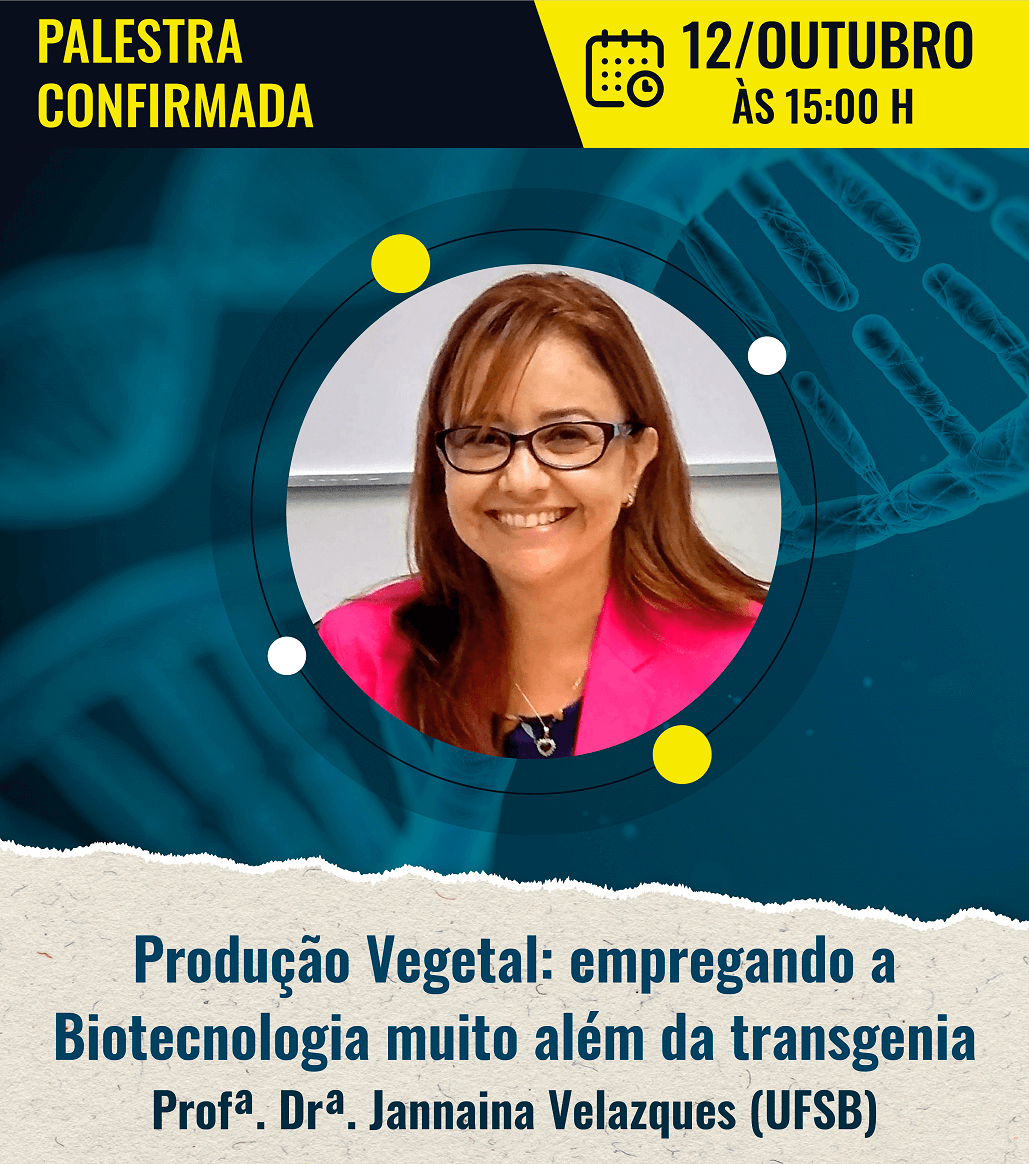 PALESTRA
CONFIRMADA
12/OUTUBRO
ÀS 15:00 H
Produção Vegetal: empregando a
Biotecnologia muito além da transgenia
Profª. Drª. Jannaina Velazques (UFSB)